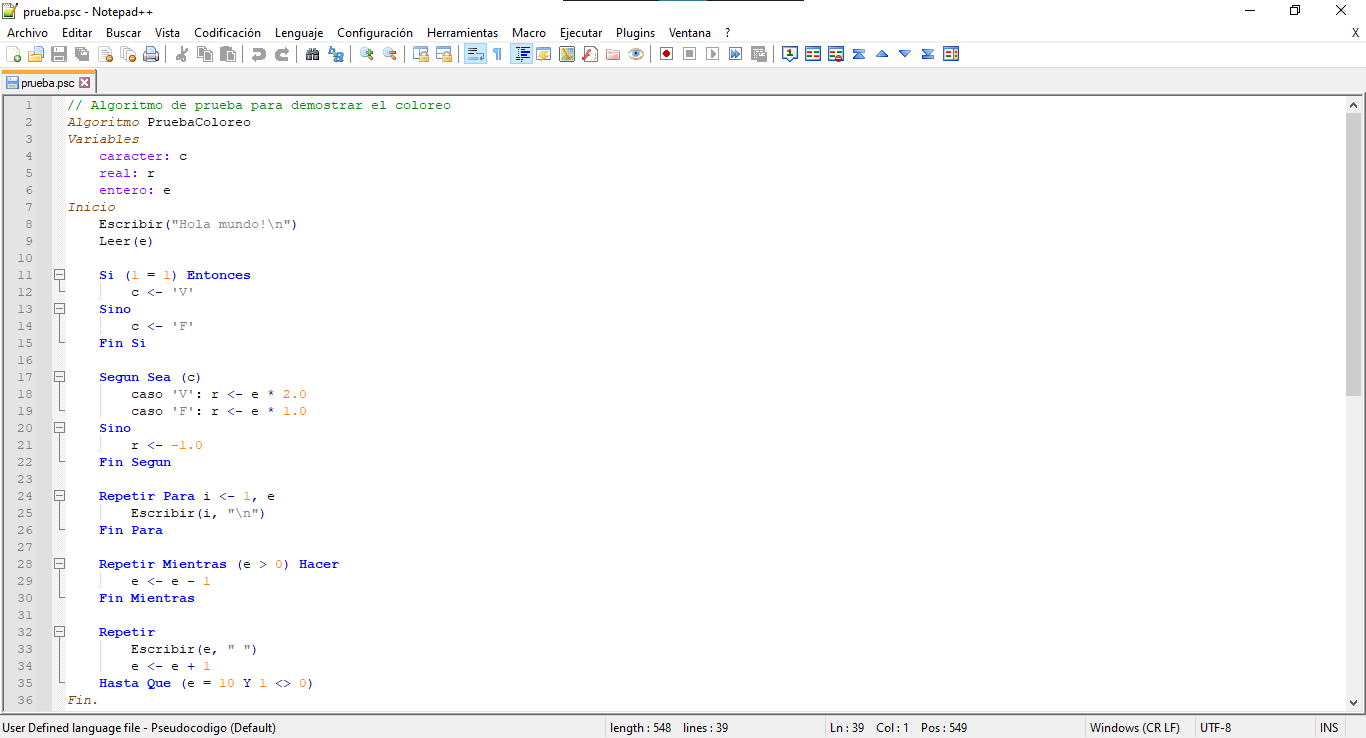 prueba.psc - Notepad++
Archivo Editar Buscar Vista Codificación Lenguaje Configuración Herramientas Macro Ejecutar Plugins Ventana ? X
prueba.psc
1 // Algoritmo de prueba para demostrar el coloreo
2 Algoritmo PruebaColoreo
3 Variables
4     caracter: c
5     real: r
6     entero: e
7 Inicio
8     Escribir("Hola mundo!\n")
9     Leer(e)
10
11     Si (1 = 1) Entonces
12         c <- 'V'
13     Sino
14         c <- 'F'
15     Fin Si
16
17     Segun Sea (c)
18         caso 'V': r <- e * 2.0
19         caso 'F': r <- e * 1.0
20     Sino
21         r <- -1.0
22     Fin Segun
23
24     Repetir Para i <- 1, e
25         Escribir(i, "\n")
26     Fin Para
27
28     Repetir Mientras (e > 0) Hacer
29         e <- e - 1
30     Fin Mientras
31
32     Repetir
33         Escribir(e, " ")
34         e <- e + 1
35     Hasta Que (e = 10 Y 1 <> 0)
36 Fin.
User Defined language file - Pseudocodigo (Default) length : 548 lines : 39 Ln : 39 Col : 1 Pos : 549 Windows (CR LF) UTF-8 INS